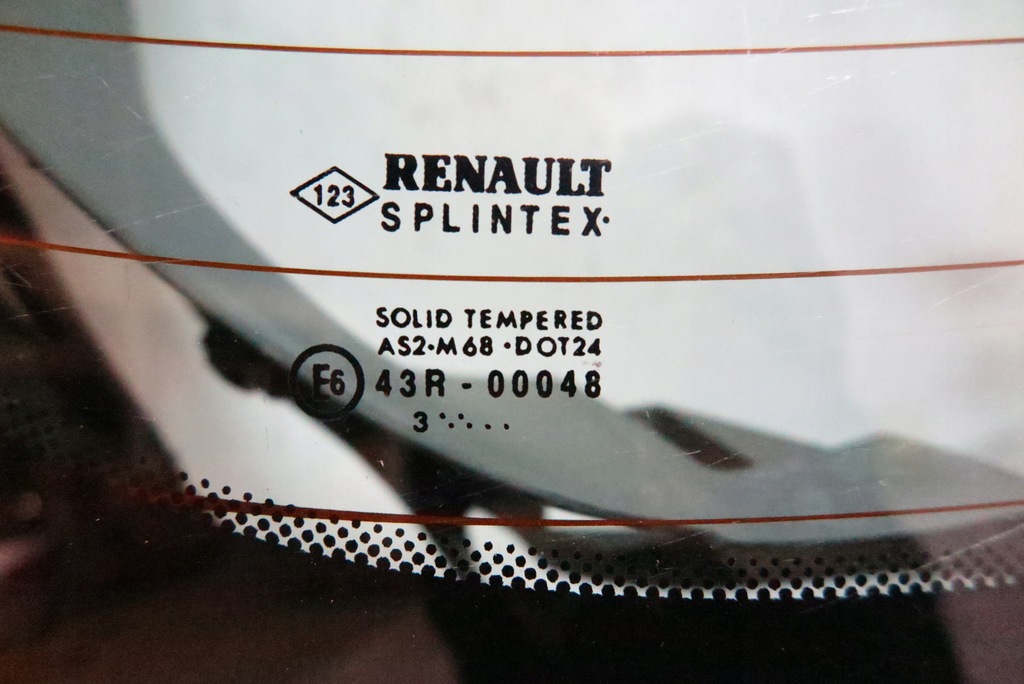 RENAULT
123
SPLINTEX
SOLID TEMPERED
AS2·M68 ·DOT24
E6 43R - 00048
3 ·.·...